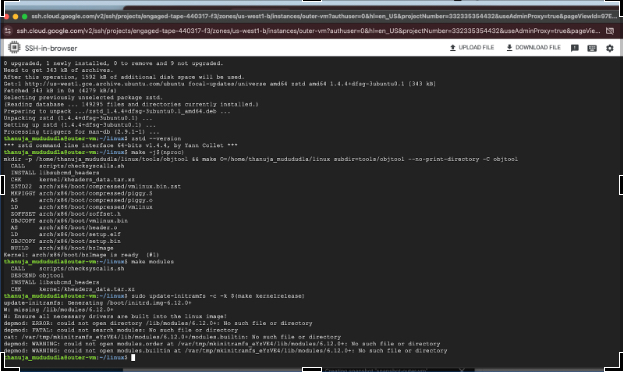 ssh.cloud.google.com/v2/ssh/projects/engaged-tape-440317-f3/zones/us-west1-b/instances/outer-vm?authuser=0&hl=en_US&projectNumber=332335354432&useAdminProxy=true&pageViewId=
ssh.cloud.google.com/v2/ssh/projects/engaged-tape-440317-f3/zones/us-west1-b/instances/outer-vm?authuser=0&hl=en_US&projectNumber=332335354432&useAdminProxy=true&pageView...
SSH-in-browser
UPLOAD FILE
DOWNLOAD FILE
0 upgraded, 1 newly installed, 0 to remove and 9 not upgraded.
Need to get 343 kB of archives.
After this operation, 1592 kB of additional disk space will be used.
Get:1 http://us-west1.gce.archive.ubuntu.com/ubuntu focal-updates/universe amd64 zstd amd64 1.4.4+dfsg-3ubuntu0.1 [343 kB]
Fetched 343 kB in 0s (4279 kB/s)
Selecting previously unselected package zstd.
(Reading database ... 149295 files and directories currently installed.)
Preparing to unpack .../zstd_1.4.4+dfsg-3ubuntu0.1_amd64.deb ...
Unpacking zstd (1.4.4+dfsg-3ubuntu0.1) ...
Setting up zstd (1.4.4+dfsg-3ubuntu0.1) ...
Processing triggers for man-db (2.9.1-1) ...
thanuja_mudududla@outer-vm:~/linux$ zstd --version
*** zstd command line interface 64-bits v1.4.4, by Yann Collet ***
thanuja_mudududla@outer-vm:~/linux$ make -j$(nproc)
mkdir -p /home/thanuja_mudududla/linux/tools/objtool && make O=/home/thanuja_mudududla/linux subdir=tools/objtool --no-print-directory -C objtool
CALL scripts/checksyscalls.sh
INSTALL libsubcmd_headers
CHK kernel/kheaders_data.tar.xz
ZSTD22 arch/x86/boot/compressed/vmlinux.bin.zst
MKPIGGY arch/x86/boot/compressed/piggy.S
AS arch/x86/boot/compressed/piggy.o
LD arch/x86/boot/compressed/vmlinux
ZOFFSET arch/x86/boot/zoffset.h
OBJCOPY arch/x86/boot/vmlinux.bin
AS arch/x86/boot/header.o
LD arch/x86/boot/setup.elf
OBJCOPY arch/x86/boot/setup.bin
BUILD arch/x86/boot/bzImage
Kernel: arch/x86/boot/bzImage is ready (#1)
thanuja_mudududla@outer-vm:~/linux$ make modules
CALL scripts/checksyscalls.sh
DESCEND objtool
INSTALL libsubcmd_headers
CHK kernel/kheaders_data.tar.xz
thanuja_mudududla@outer-vm:~/linux$ sudo update-initramfs -c -k $(make kernelrelease)
update-initramfs: Generating /boot/initrd.img-6.12.0+
W: missing /lib/modules/6.12.0+
W: Ensure all necessary drivers are built into the linux image!
depmod: ERROR: could not open directory /lib/modules/6.12.0+: No such file or directory
depmod: FATAL: could not search modules: No such file or directory
cat: /var/tmp/mkinitramfs_eYsVE4/lib/modules/6.12.0+/modules.builtin: No such file or directory
depmod: WARNING: could not open modules.order at /var/tmp/mkinitramfs_eYsVE4/lib/modules/6.12.0+: No such file or directory
depmod: WARNING: could not open modules.builtin at /var/tmp/mkinitramfs_eYsVE4/lib/modules/6.12.0+: No such file or directory
thanuja_mudududla@outer-vm:~/linux$